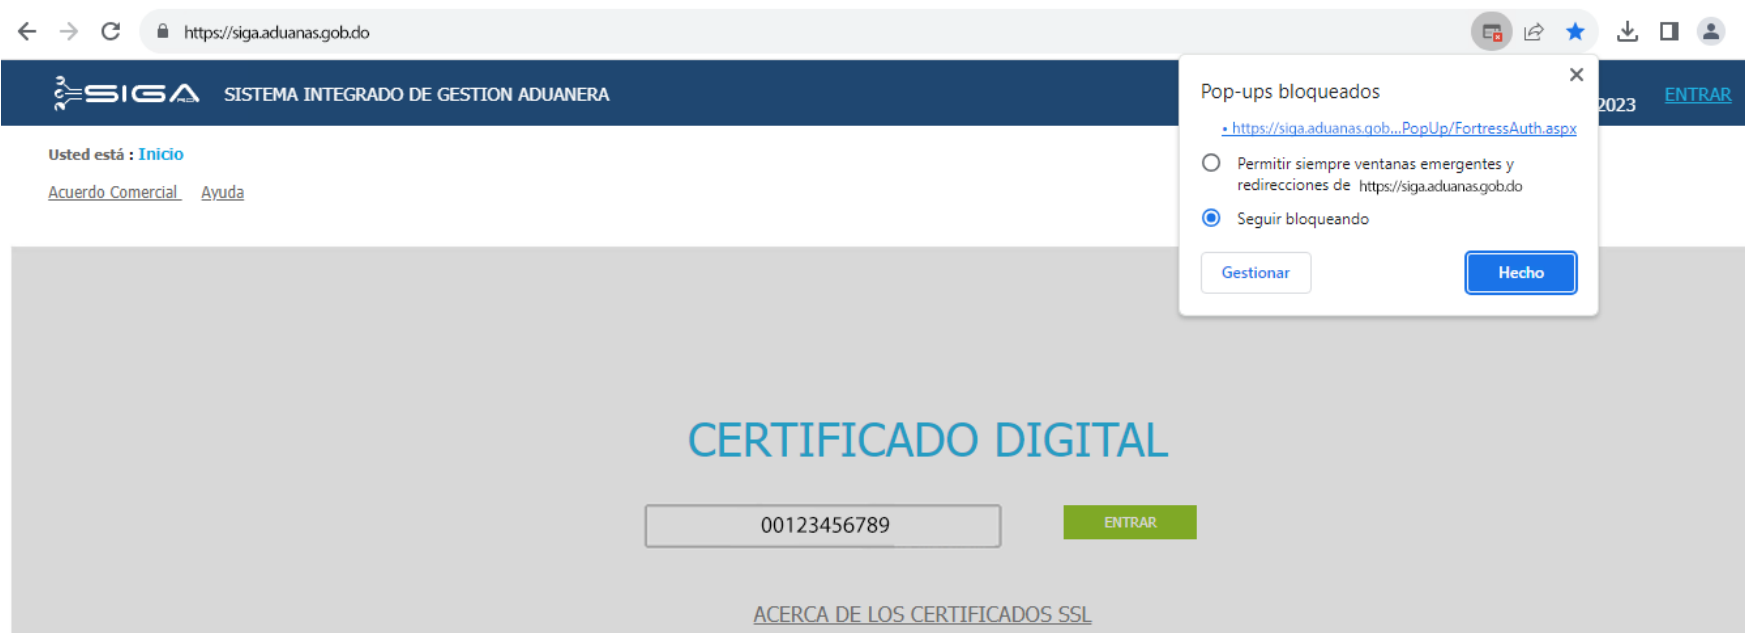 https://siga.aduanas.gob.do
SIGA SISTEMA INTEGRADO DE GESTION ADUANERA
2023 ENTRAR
Usted está : Inicio
Acuerdo Comercial Ayuda
Pop-ups bloqueados
• https://siga.aduanas.gob...PopUp/FortressAuth.aspx
Permitir siempre ventanas emergentes y
redirecciones de https://siga.aduanas.gob.do
Seguir bloqueando
Gestionar Hecho
CERTIFICADO DIGITAL
00123456789 ENTRAR
ACERCA DE LOS CERTIFICADOS SSL